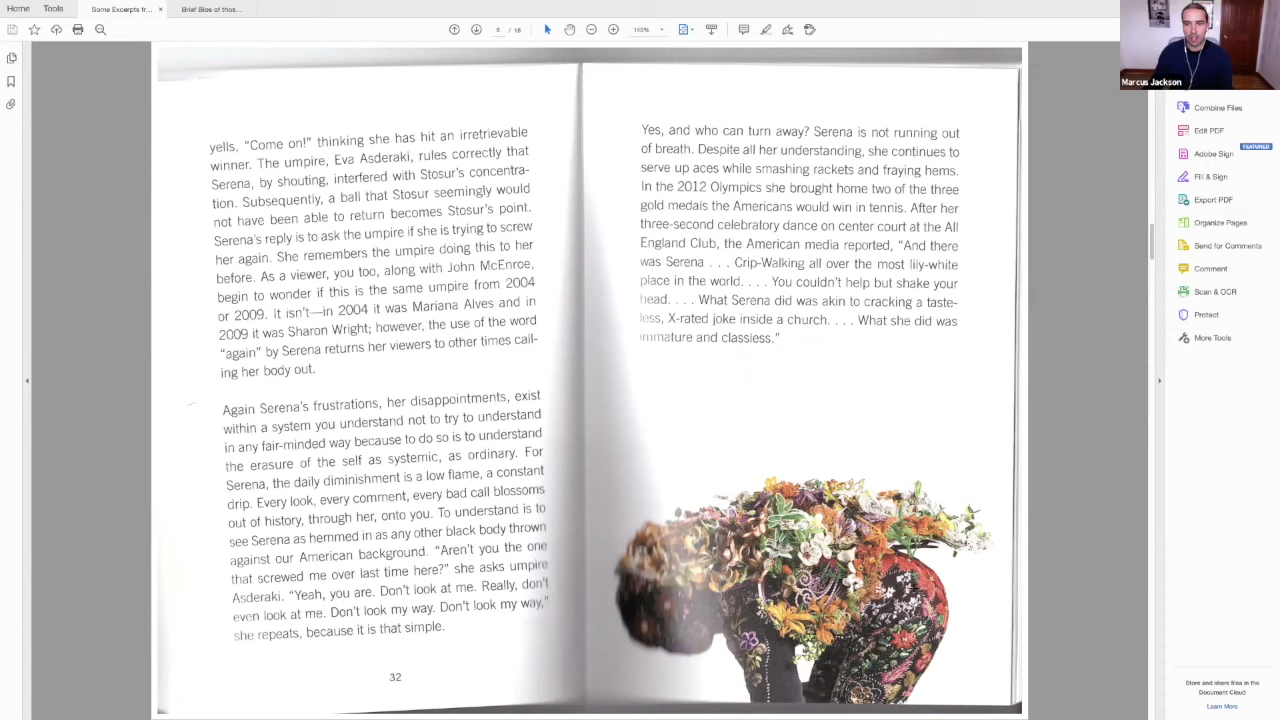 Home
Tools
Some Excerpts fr...
×
Brief Bios of thos...
6 / 18
145%
Marcus Jackson
yells, “Come on!” thinking she has hit an irretrievable
winner. The umpire, Eva Asderaki, rules correctly that
Serena, by shouting, interfered with Stosur’s concentra-
tion. Subsequently, a ball that Stosur seemingly would
not have been able to return becomes Stosur’s point.
Serena’s reply is to ask the umpire if she is trying to screw
her again. She remembers the umpire doing this to her
before. As a viewer, you too, along with John McEnroe,
begin to wonder if this is the same umpire from 2004
or 2009. It isn’t—in 2004 it was Mariana Alves and in
2009 it was Sharon Wright; however, the use of the word
“again” by Serena returns her viewers to other times call-
ing her body out.
Again Serena’s frustrations, her disappointments, exist
within a system you understand not to try to understand
in any fair-minded way because to do so is to understand
the erasure of the self as systemic, as ordinary. For
Serena, the daily diminishment is a low flame, a constant
drip. Every look, every comment, every bad call blossoms
out of history, through her, onto you. To understand is to
see Serena as hemmed in as any other black body thrown
against our American background. “Aren’t you the one
that screwed me over last time here?” she asks umpire
Asderaki. “Yeah, you are. Don’t look at me. Really, don’t
even look at me. Don’t look my way. Don’t look my way,”
she repeats, because it is that simple.
32
Yes, and who can turn away? Serena is not running out
of breath. Despite all her understanding, she continues to
serve up aces while smashing rackets and fraying hems.
In the 2012 Olympics she brought home two of the three
gold medals the Americans would win in tennis. After her
three-second celebratory dance on center court at the All
England Club, the American media reported, “And there
was Serena . . . Crip-Walking all over the most lily-white
place in the world. . . . You couldn’t help but shake your
head. . . . What Serena did was akin to cracking a taste-
less, X-rated joke inside a church. . . . What she did was
immature and classless.”
Combine Files
Edit PDF
FEATURED
Adobe Sign
Fill & Sign
Export PDF
Organize Pages
Send for Comments
Comment
Scan & OCR
Protect
More Tools
Store and share files in the
Document Cloud
Learn More